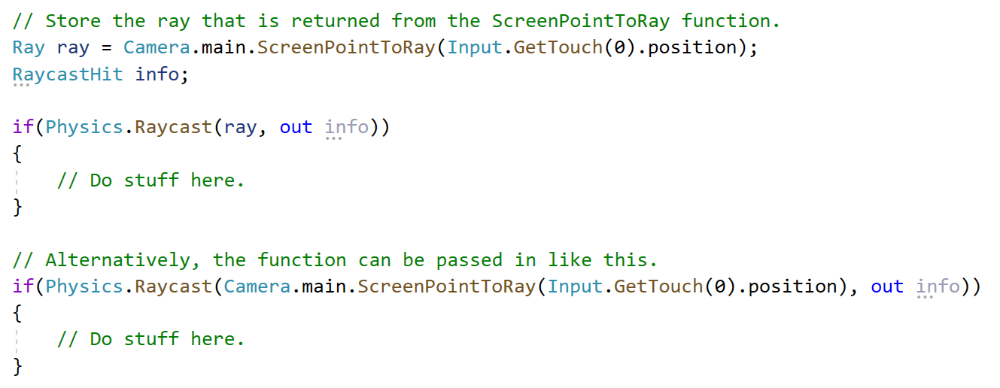 // Store the ray that is returned from the ScreenPointToRay function.
Ray ray = Camera.main.ScreenPointToRay(Input.GetTouch(0).position);
RaycastHit info;

if(Physics.Raycast(ray, out info))
{
    // Do stuff here.
}

// Alternatively, the function can be passed in like this.
if(Physics.Raycast(Camera.main.ScreenPointToRay(Input.GetTouch(0).position), out info))
{
    // Do stuff here.
}